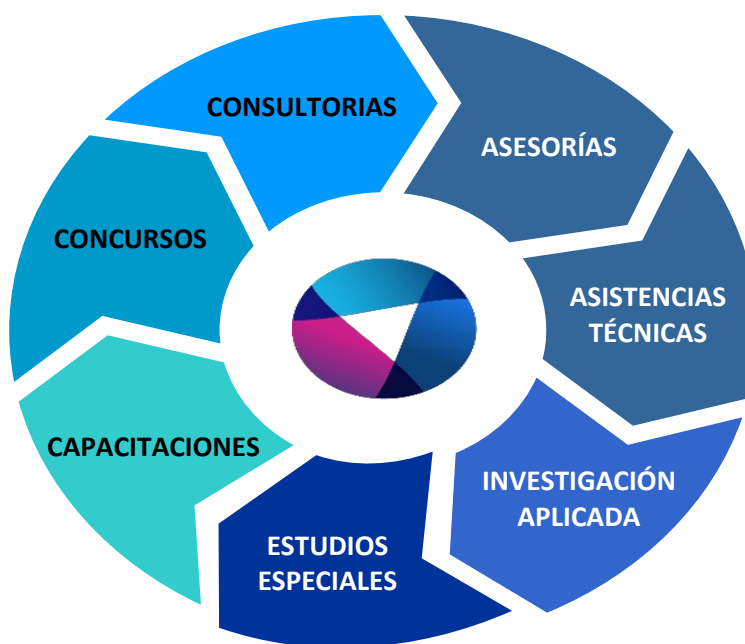 CONSULTORIAS
ASESORÍAS
ASISTENCIAS
TÉCNICAS
INVESTIGACIÓN
APLICADA
ESTUDIOS
ESPECIALES
CAPACITACIONES
CONCURSOS